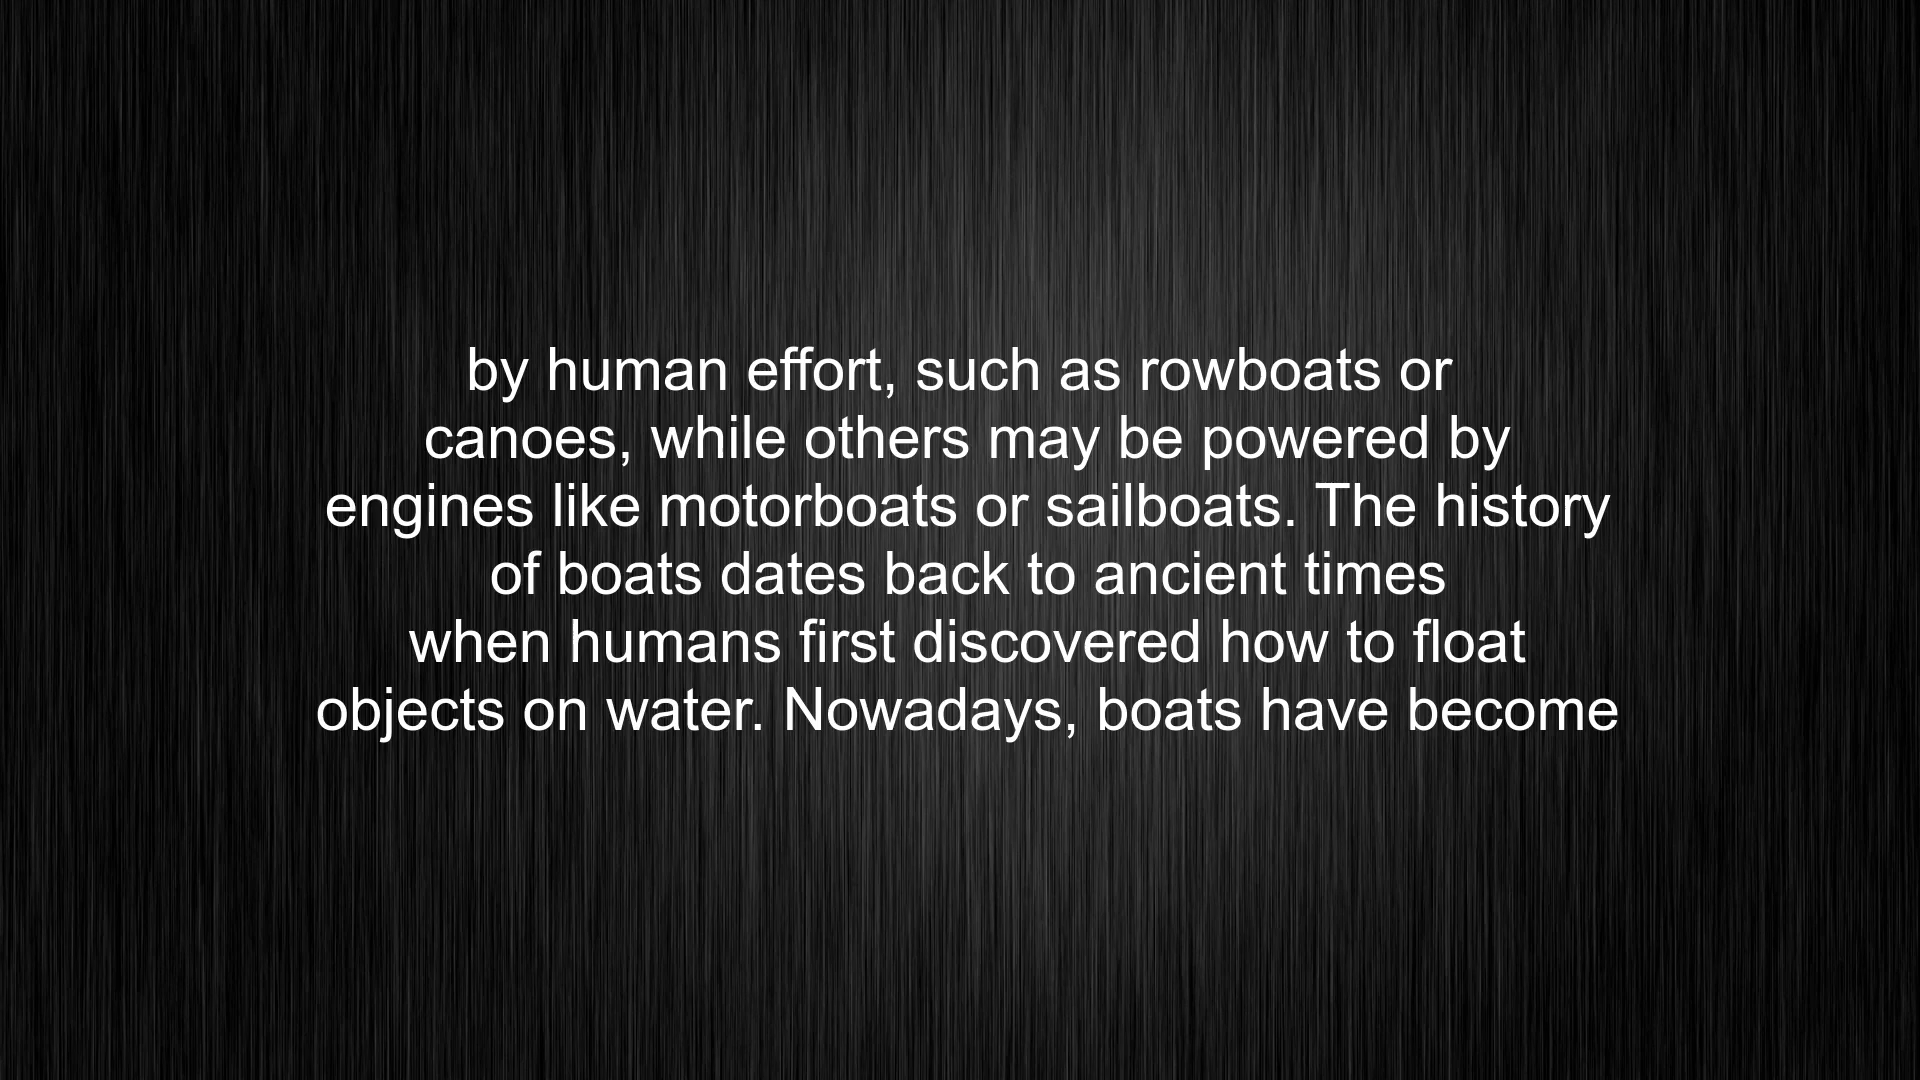 by human effort, such as rowboats or
canoes, while others may be powered by
engines like motorboats or sailboats. The history
of boats dates back to ancient times
when humans first discovered how to float
objects on water. Nowadays, boats have become